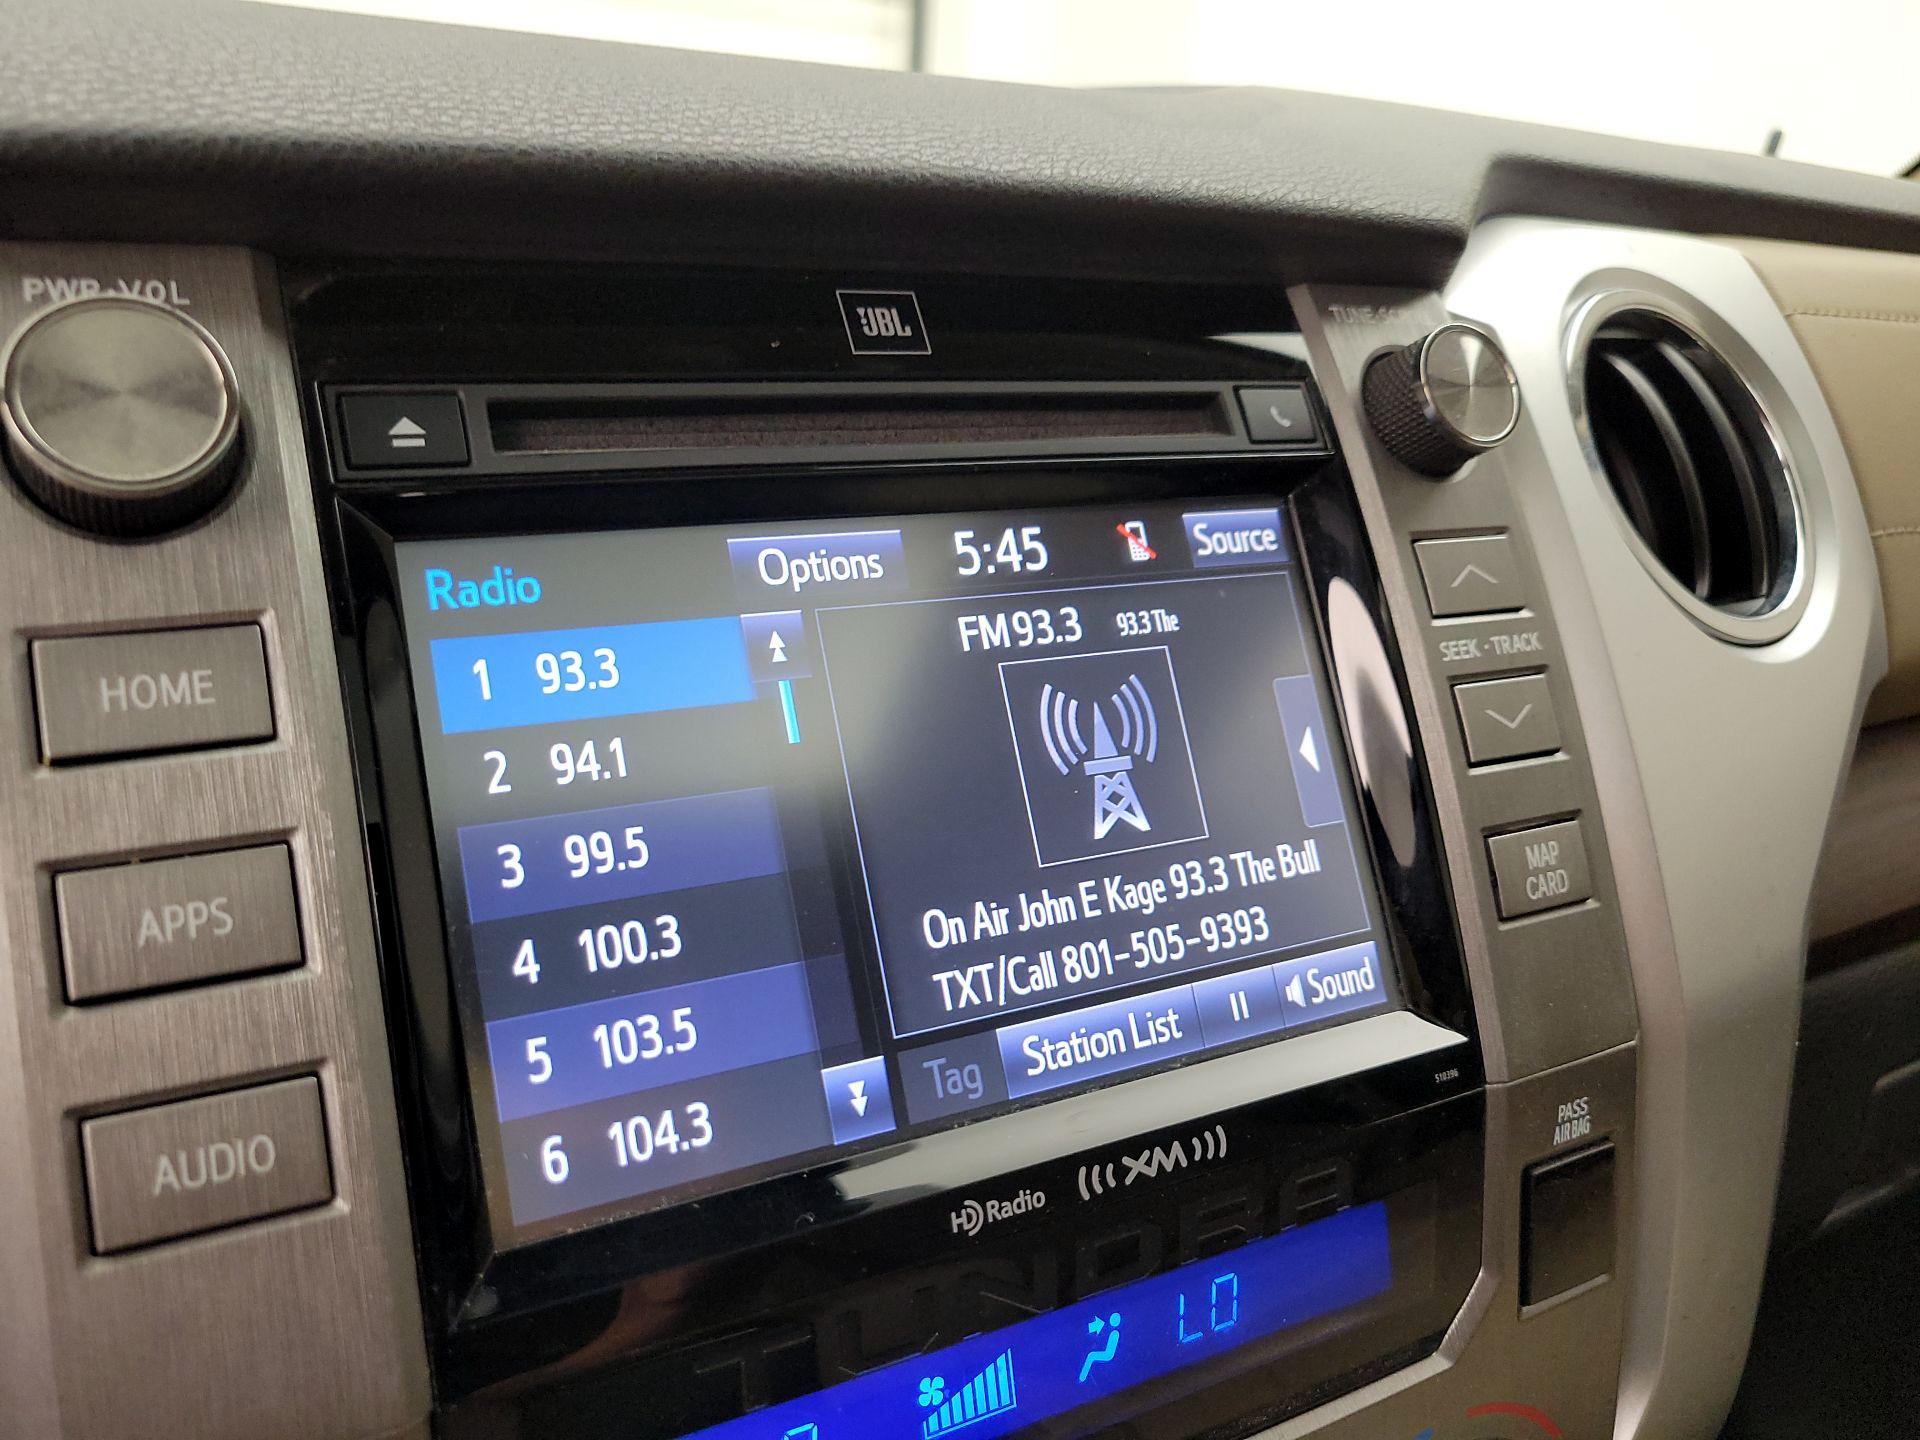 PWR·VOL
JBL
Radio
Options
5:45
Source
1 93.3
2 94.1
3 99.5
4 100.3
5 103.5
6 104.3
FM 93.3 93.3 The
On Air John E Kage 93.3 The Bull
TXT/Call 801-505-9393
Tag
Station List
Sound
HOME
APPS
AUDIO
SEEK·TRACK
MAP
CARD
PASS
AIR BAG
510396
HD Radio
XM
TUNDRA
LO